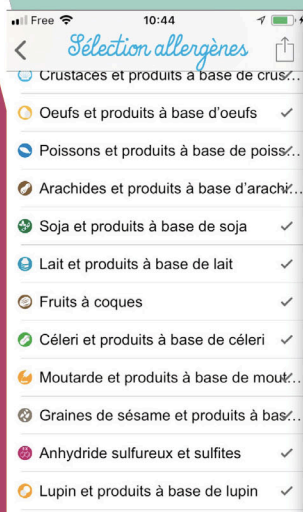 Free 10:44
Sélection allergènes
Crustacés et produits à base de crus...
Oeufs et produits à base d'oeufs
Poissons et produits à base de poiss...
Arachides et produits à base d'arachi...
Soja et produits à base de soja
Lait et produits à base de lait
Fruits à coques
Céleri et produits à base de céleri
Moutarde et produits à base de mout...
Graines de sésame et produits à bas...
Anhydride sulfureux et sulfites
Lupin et produits à base de lupin